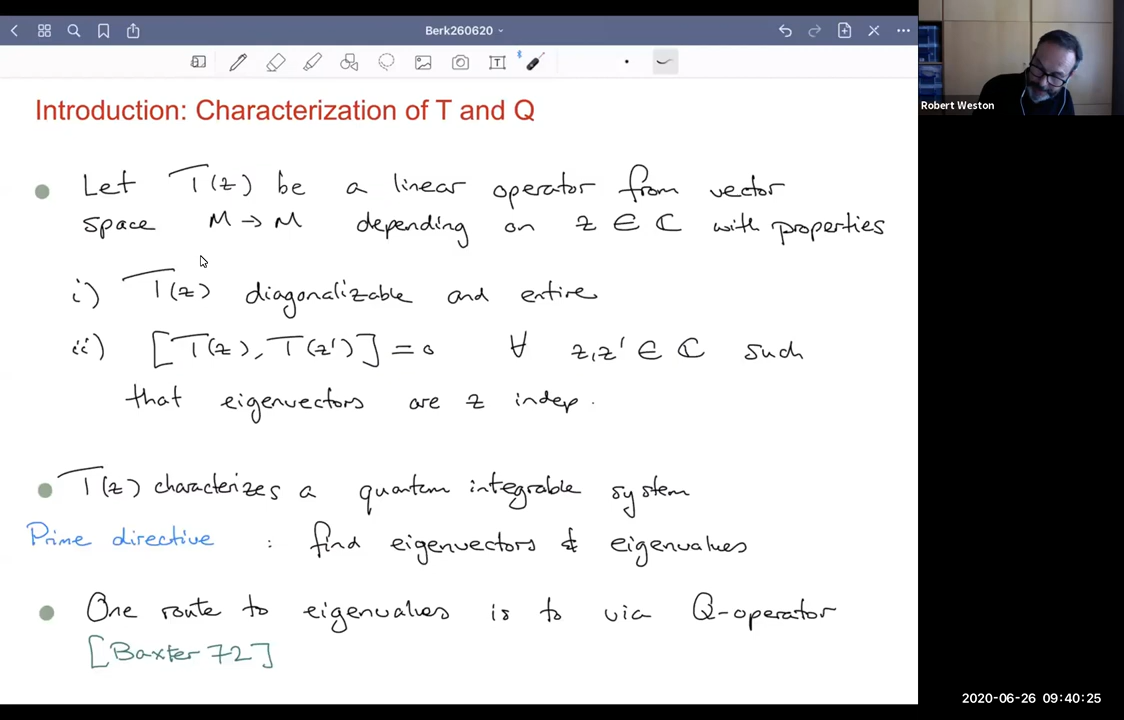 Berk260620
Introduction: Characterization of T and Q
Robert Weston
Let T(z) be a linear operator from vector
space M → M depending on z ∈ ℂ with properties
i) T(z) diagonalizable and entire
ii) [T(z), T(z')] = 0 ∀ z, z' ∈ ℂ such
that eigenvectors are z indep.
T(z) characterizes a quantum integrable system
Prime directive : find eigenvectors & eigenvalues
One route to eigenvalues is to via Q-operator
[Baxter 72]
2020-06-26 09:40:25